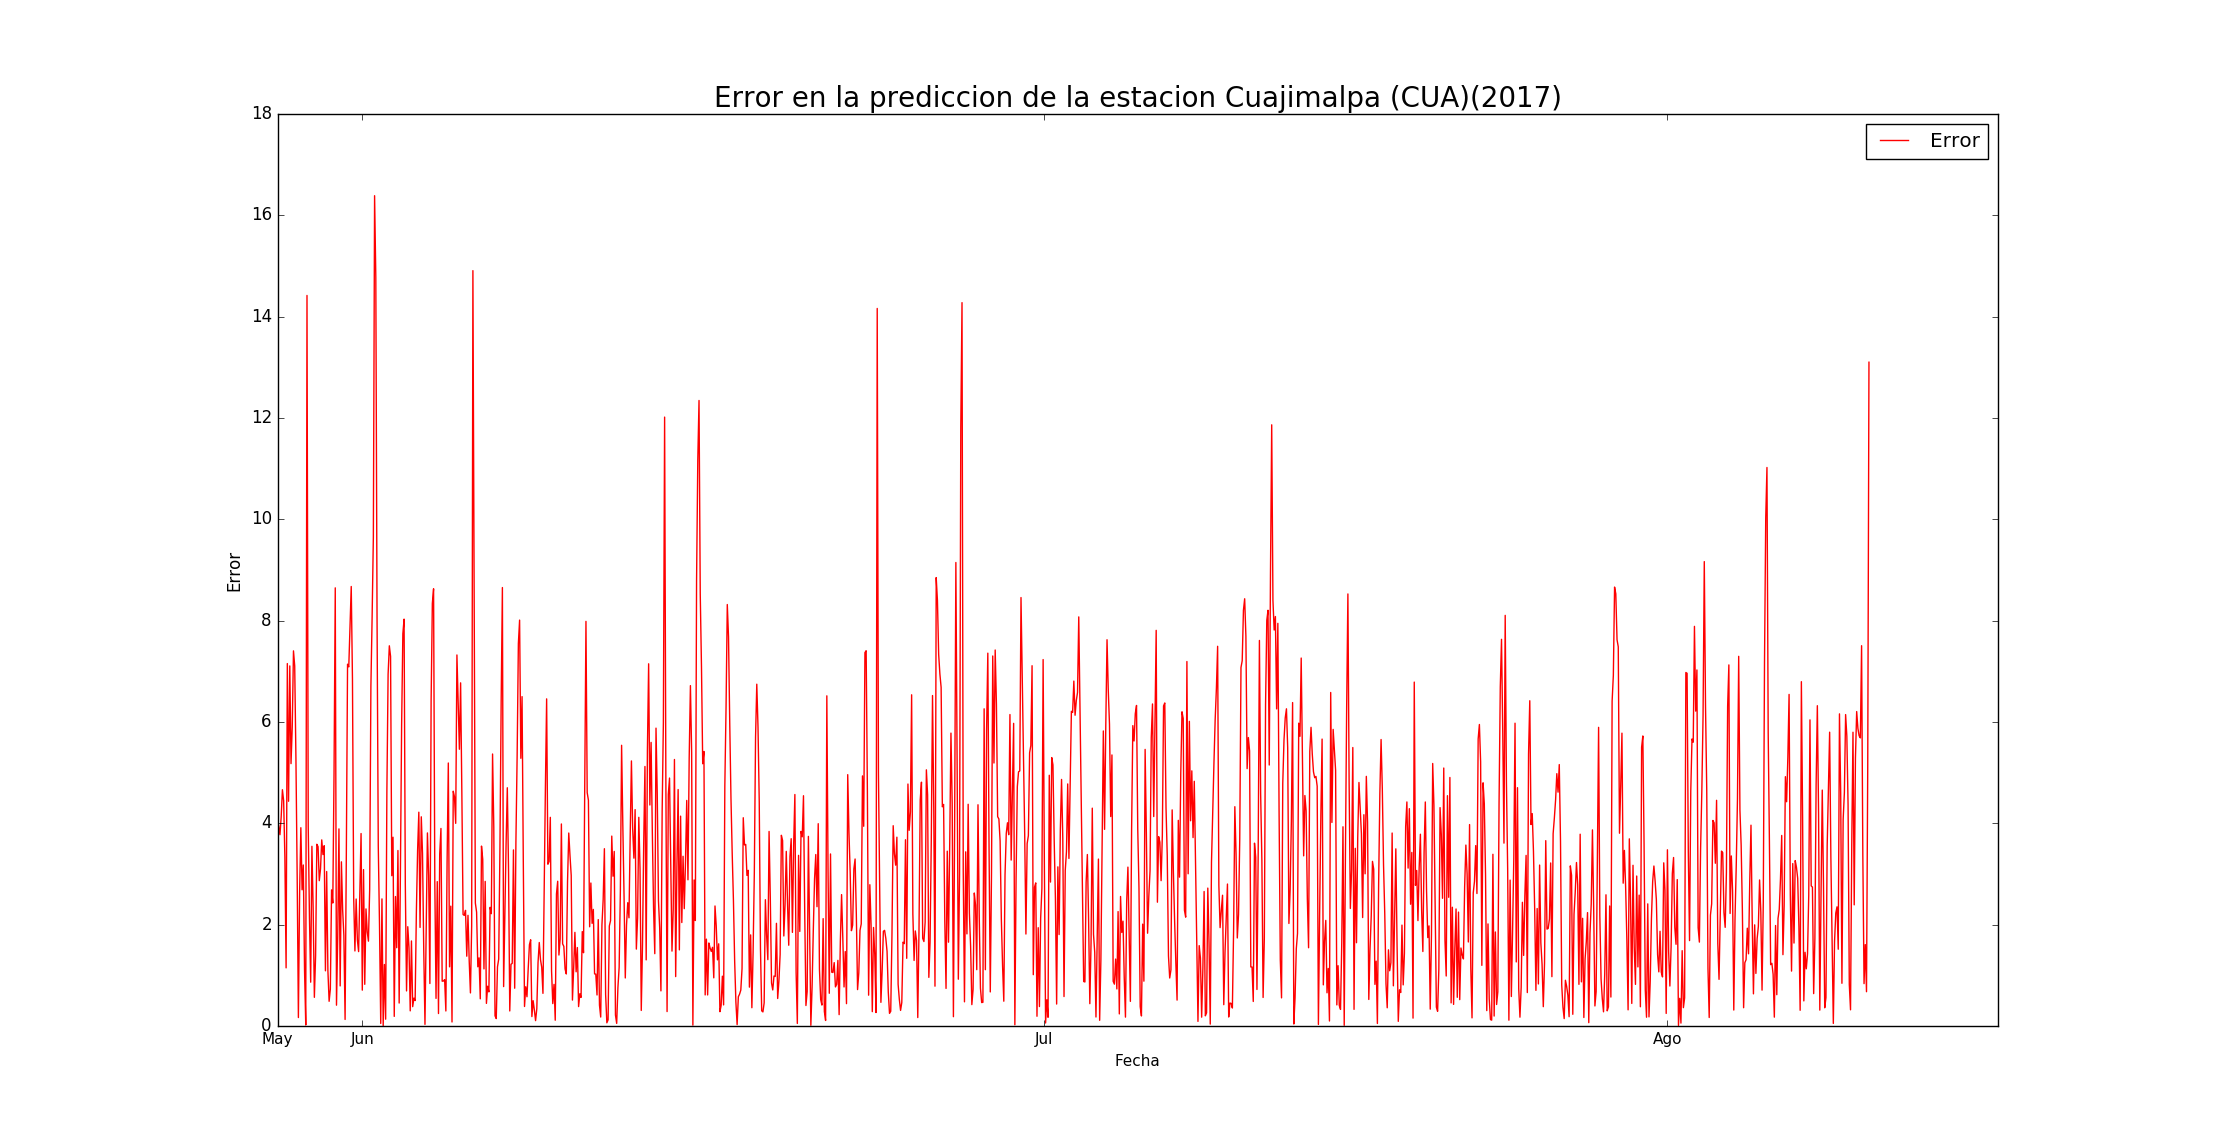 Error en la prediccion de la estacion Cuajimalpa (CUA)(2017)
Error
18
16
14
12
10
8
6
4
2
0
Error
May
Jun
Jul
Ago
Fecha